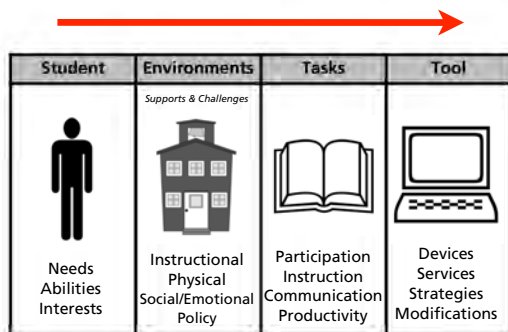 Student
Environments
Tasks
Tool
Supports & Challenges
Needs
Abilities
Interests
Instructional
Physical
Social/Emotional
Policy
Participation
Instruction
Communication
Productivity
Devices
Services
Strategies
Modifications